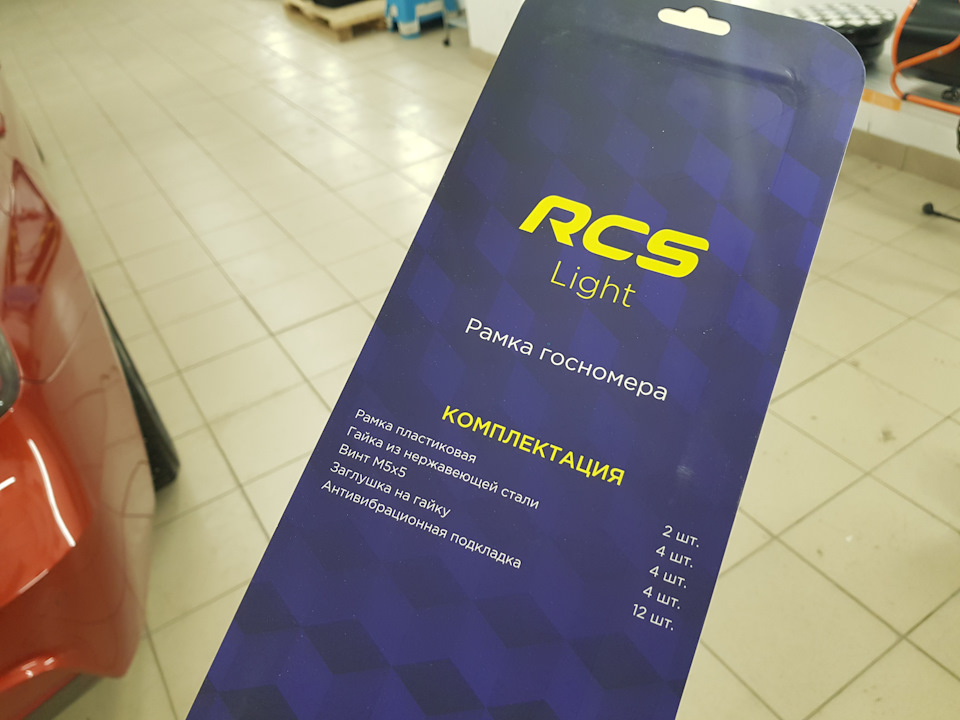 RCS
Light
Рамка госномера
КОМПЛЕКТАЦИЯ
Рамка пластиковая 2 шт.
Гайка из нержавеющей стали 4 шт.
Винт М5х5 4 шт.
Заглушка на гайку 4 шт.
Антивибрационная подкладка 12 шт.